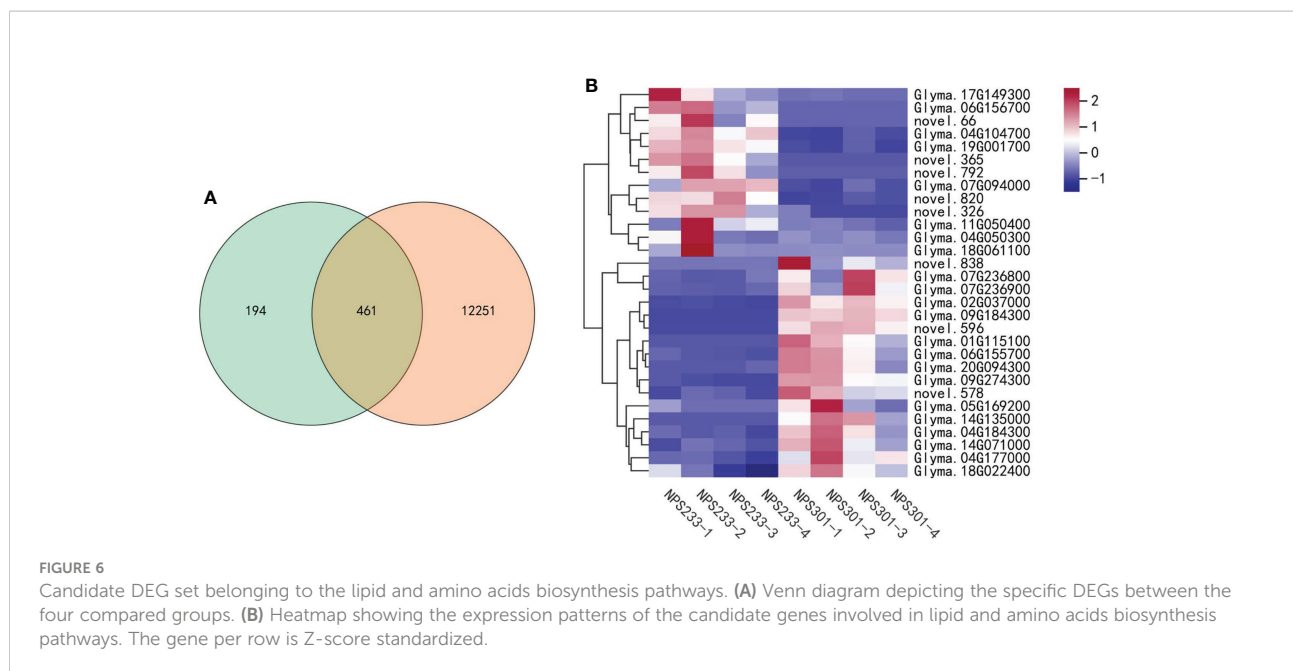 A
194
461
12251
B
Glyma.17G149300
Glyma.06G156700
novel.66
Glyma.04G104700
Glyma.19G001700
novel.365
novel.792
Glyma.07G094000
novel.820
novel.326
Glyma.11G050400
Glyma.04G050300
Glyma.18G061100
novel.838
Glyma.07G236800
Glyma.07G236900
Glyma.02G037000
Glyma.09G184300
novel.596
Glyma.01G115100
Glyma.06G155700
Glyma.20G094300
Glyma.09G274300
novel.578
Glyma.05G169200
Glyma.14G135000
Glyma.04G184300
Glyma.14G071000
Glyma.04G177000
Glyma.18G022400
NPS233-1
NPS233-2
NPS233-3
NPS233-4
NPS301-1
NPS301-2
NPS301-3
NPS301-4
2
1
0
−1
FIGURE 6
Candidate DEG set belonging to the lipid and amino acids biosynthesis pathways. (A) Venn diagram depicting the specific DEGs between the
four compared groups. (B) Heatmap showing the expression patterns of the candidate genes involved in lipid and amino acids biosynthesis
pathways. The gene per row is Z-score standardized.